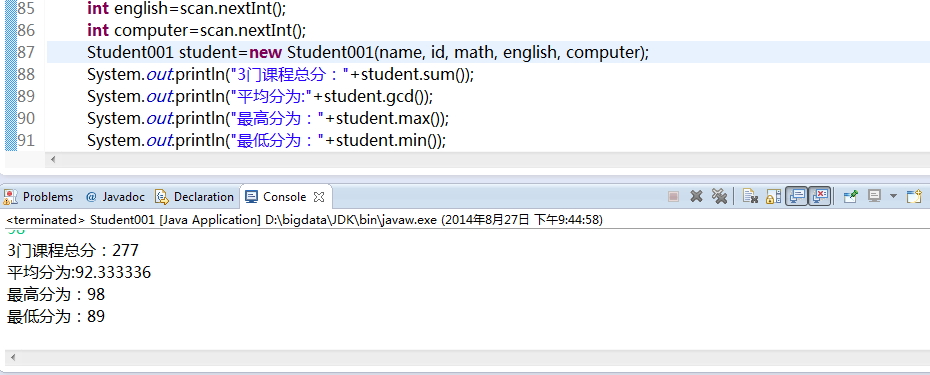 85 int english=scan.nextInt();
86 int computer=scan.nextInt();
87 Student001 student=new Student001(name, id, math, english, computer);
88 System.out.println("3门课程总分："+student.sum());
89 System.out.println("平均分为:"+student.gcd());
90 System.out.println("最高分为："+student.max());
91 System.out.println("最低分为："+student.min());
Problems @ Javadoc Declaration Console
<terminated> Student001 [Java Application] D:\bigdata\JDK\bin\javaw.exe (2014年8月27日 下午9:44:58)
3门课程总分：277
平均分为:92.333336
最高分为：98
最低分为：89